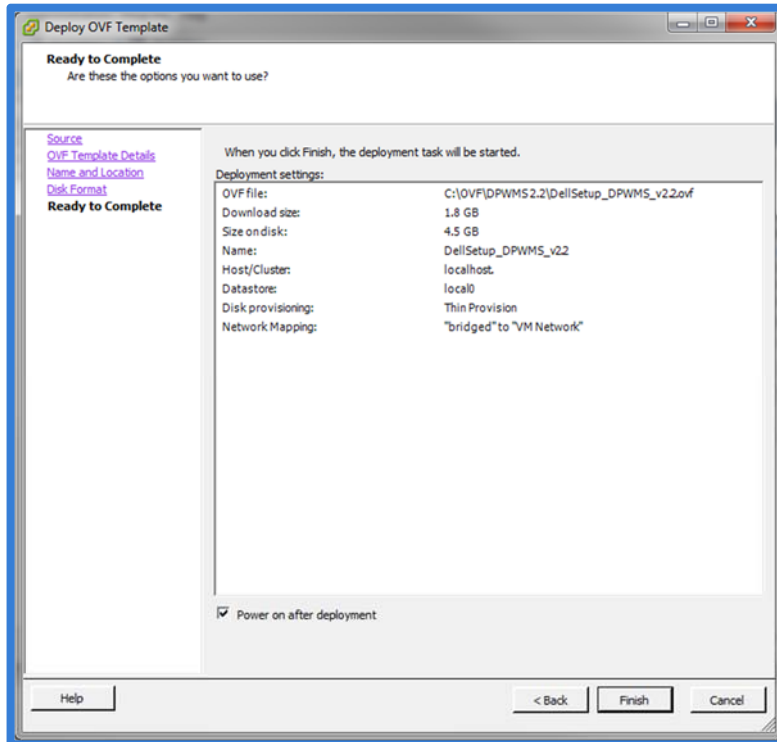 Deploy OVF Template
Ready to Complete
Are these the options you want to use?
Source
OVF Template Details
Name and Location
Disk Format
Ready to Complete
When you click Finish, the deployment task will be started.
Deployment settings:
OVF file: C:\OVF\DPWMS 2.2\DellSetup_DPWMS_v2.2.ovf
Download size: 1.8 GB
Size on disk: 4.5 GB
Name: DellSetup_DPWMS_v2.2
Host/Cluster: localhost.
Datastore: local0
Disk provisioning: Thin Provision
Network Mapping: "bridged" to "VM Network"
Power on after deployment
Help
< Back
Finish
Cancel